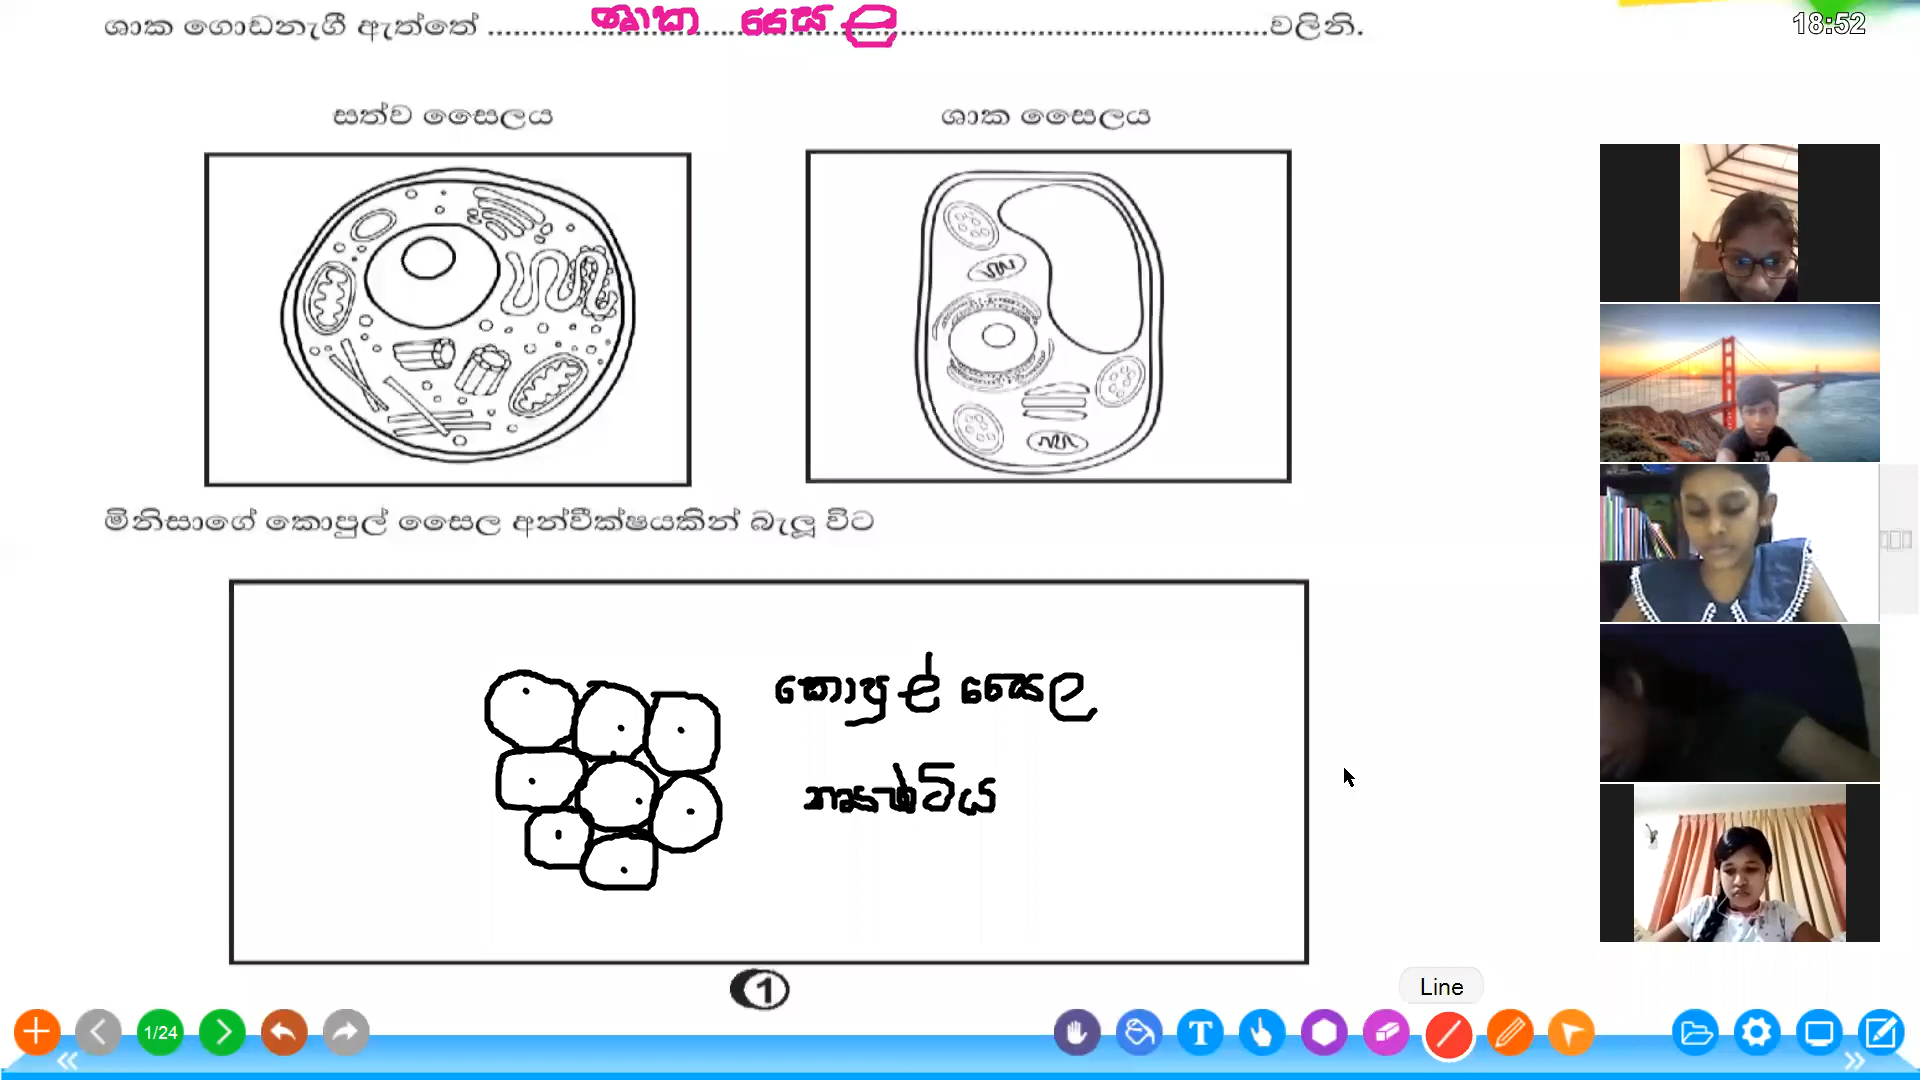 ශාක ගොඩනැගී ඇත්තේ ශාක සෛල වලිනි.
18:52
සත්ව සෛලය ශාක සෛලය
මිනිසාගේ කොපුල් සෛල අන්වීක්ෂයකින් බැලූ විට
කොපුල් සෛල
1
Line
1/24